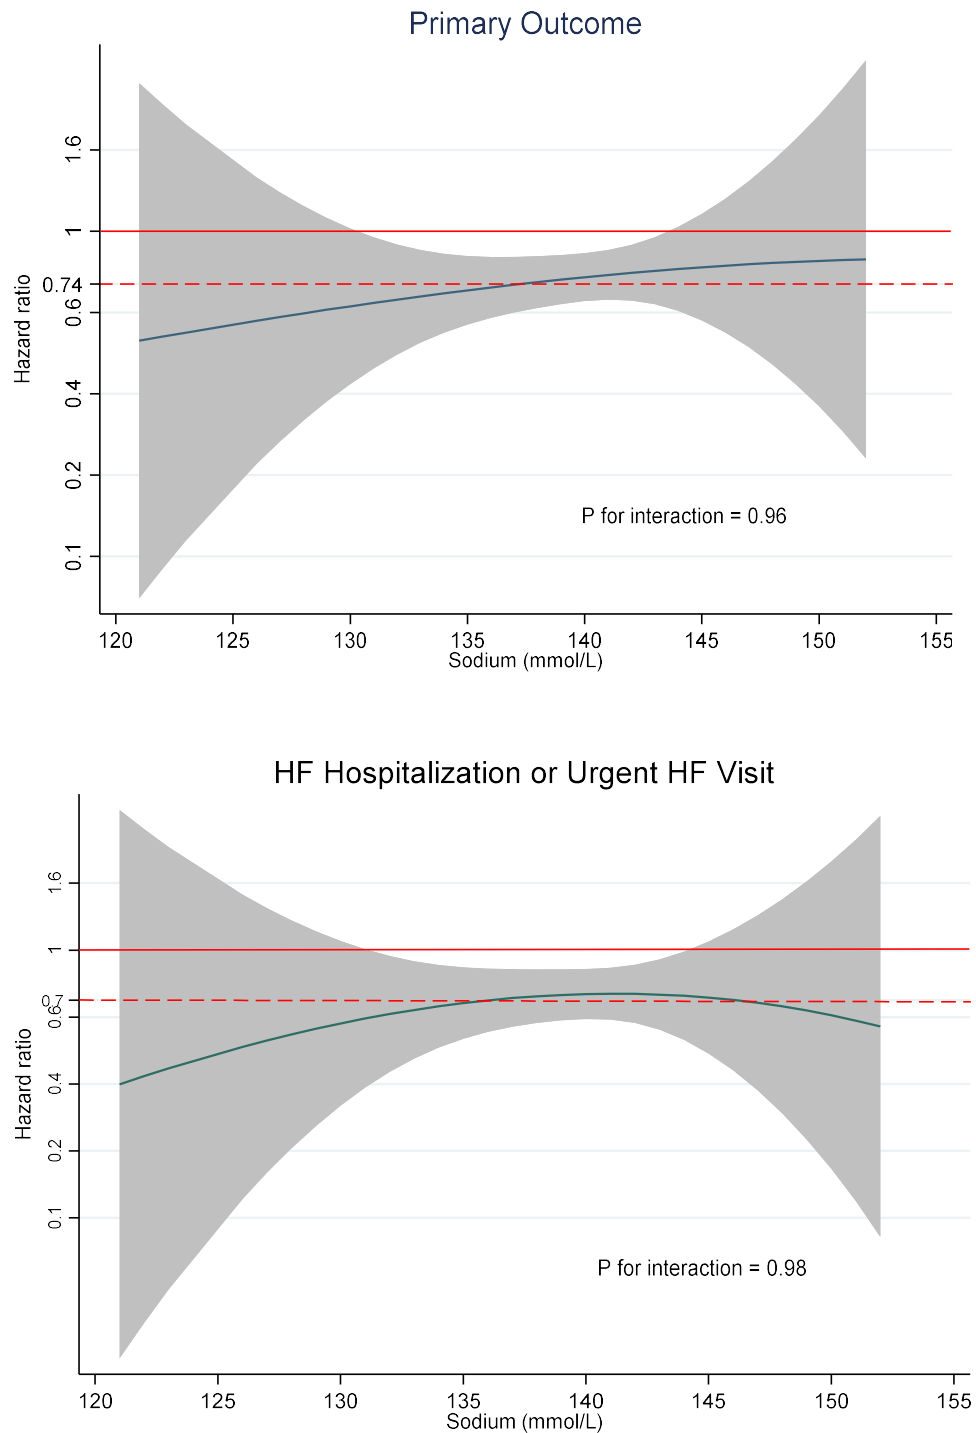 Primary Outcome
Hazard ratio
1.6
1
0.74
0.6
0.4
0.2
0.1
P for interaction = 0.96
120 125 130 135 140 145 150 155
Sodium (mmol/L)
HF Hospitalization or Urgent HF Visit
Hazard ratio
1.6
1
0.7
0.6
0.4
0.2
0.1
P for interaction = 0.98
120 125 130 135 140 145 150 155
Sodium (mmol/L)